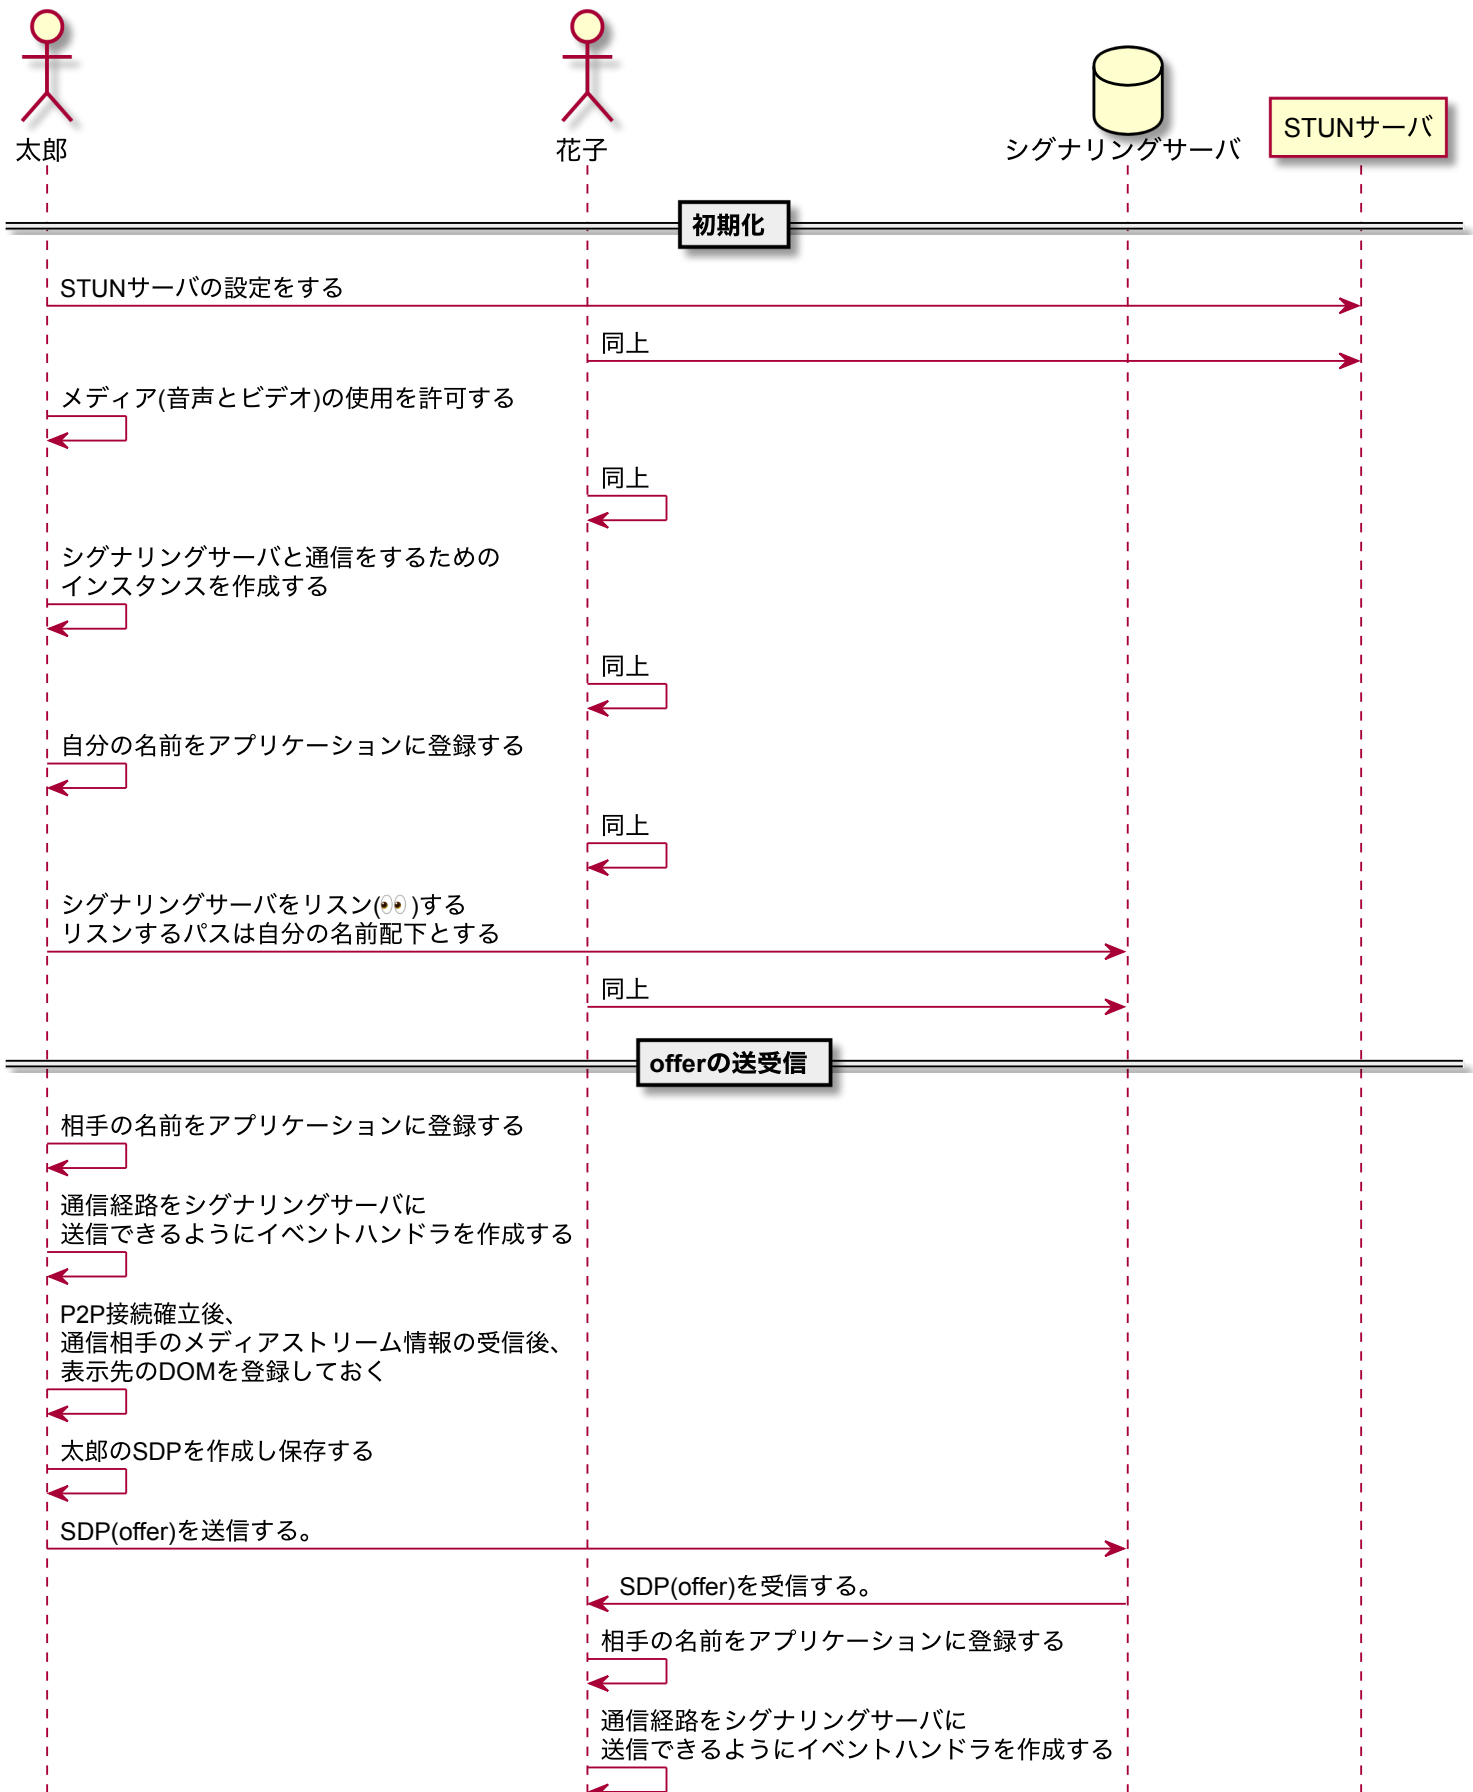 太郎
花子
シグナリングサーバ
STUNサーバ
初期化
STUNサーバの設定をする
同上
メディア(音声とビデオ)の使用を許可する
同上
シグナリングサーバと通信をするための
インスタンスを作成する
同上
自分の名前をアプリケーションに登録する
同上
シグナリングサーバをリスン(👀)する
リスンするパスは自分の名前配下とする
同上
offerの送受信
相手の名前をアプリケーションに登録する
通信経路をシグナリングサーバに
送信できるようにイベントハンドラを作成する
P2P接続確立後、
通信相手のメディアストリーム情報の受信後、
表示先のDOMを登録しておく
太郎のSDPを作成し保存する
SDP(offer)を送信する。
SDP(offer)を受信する。
相手の名前をアプリケーションに登録する
通信経路をシグナリングサーバに
送信できるようにイベントハンドラを作成する